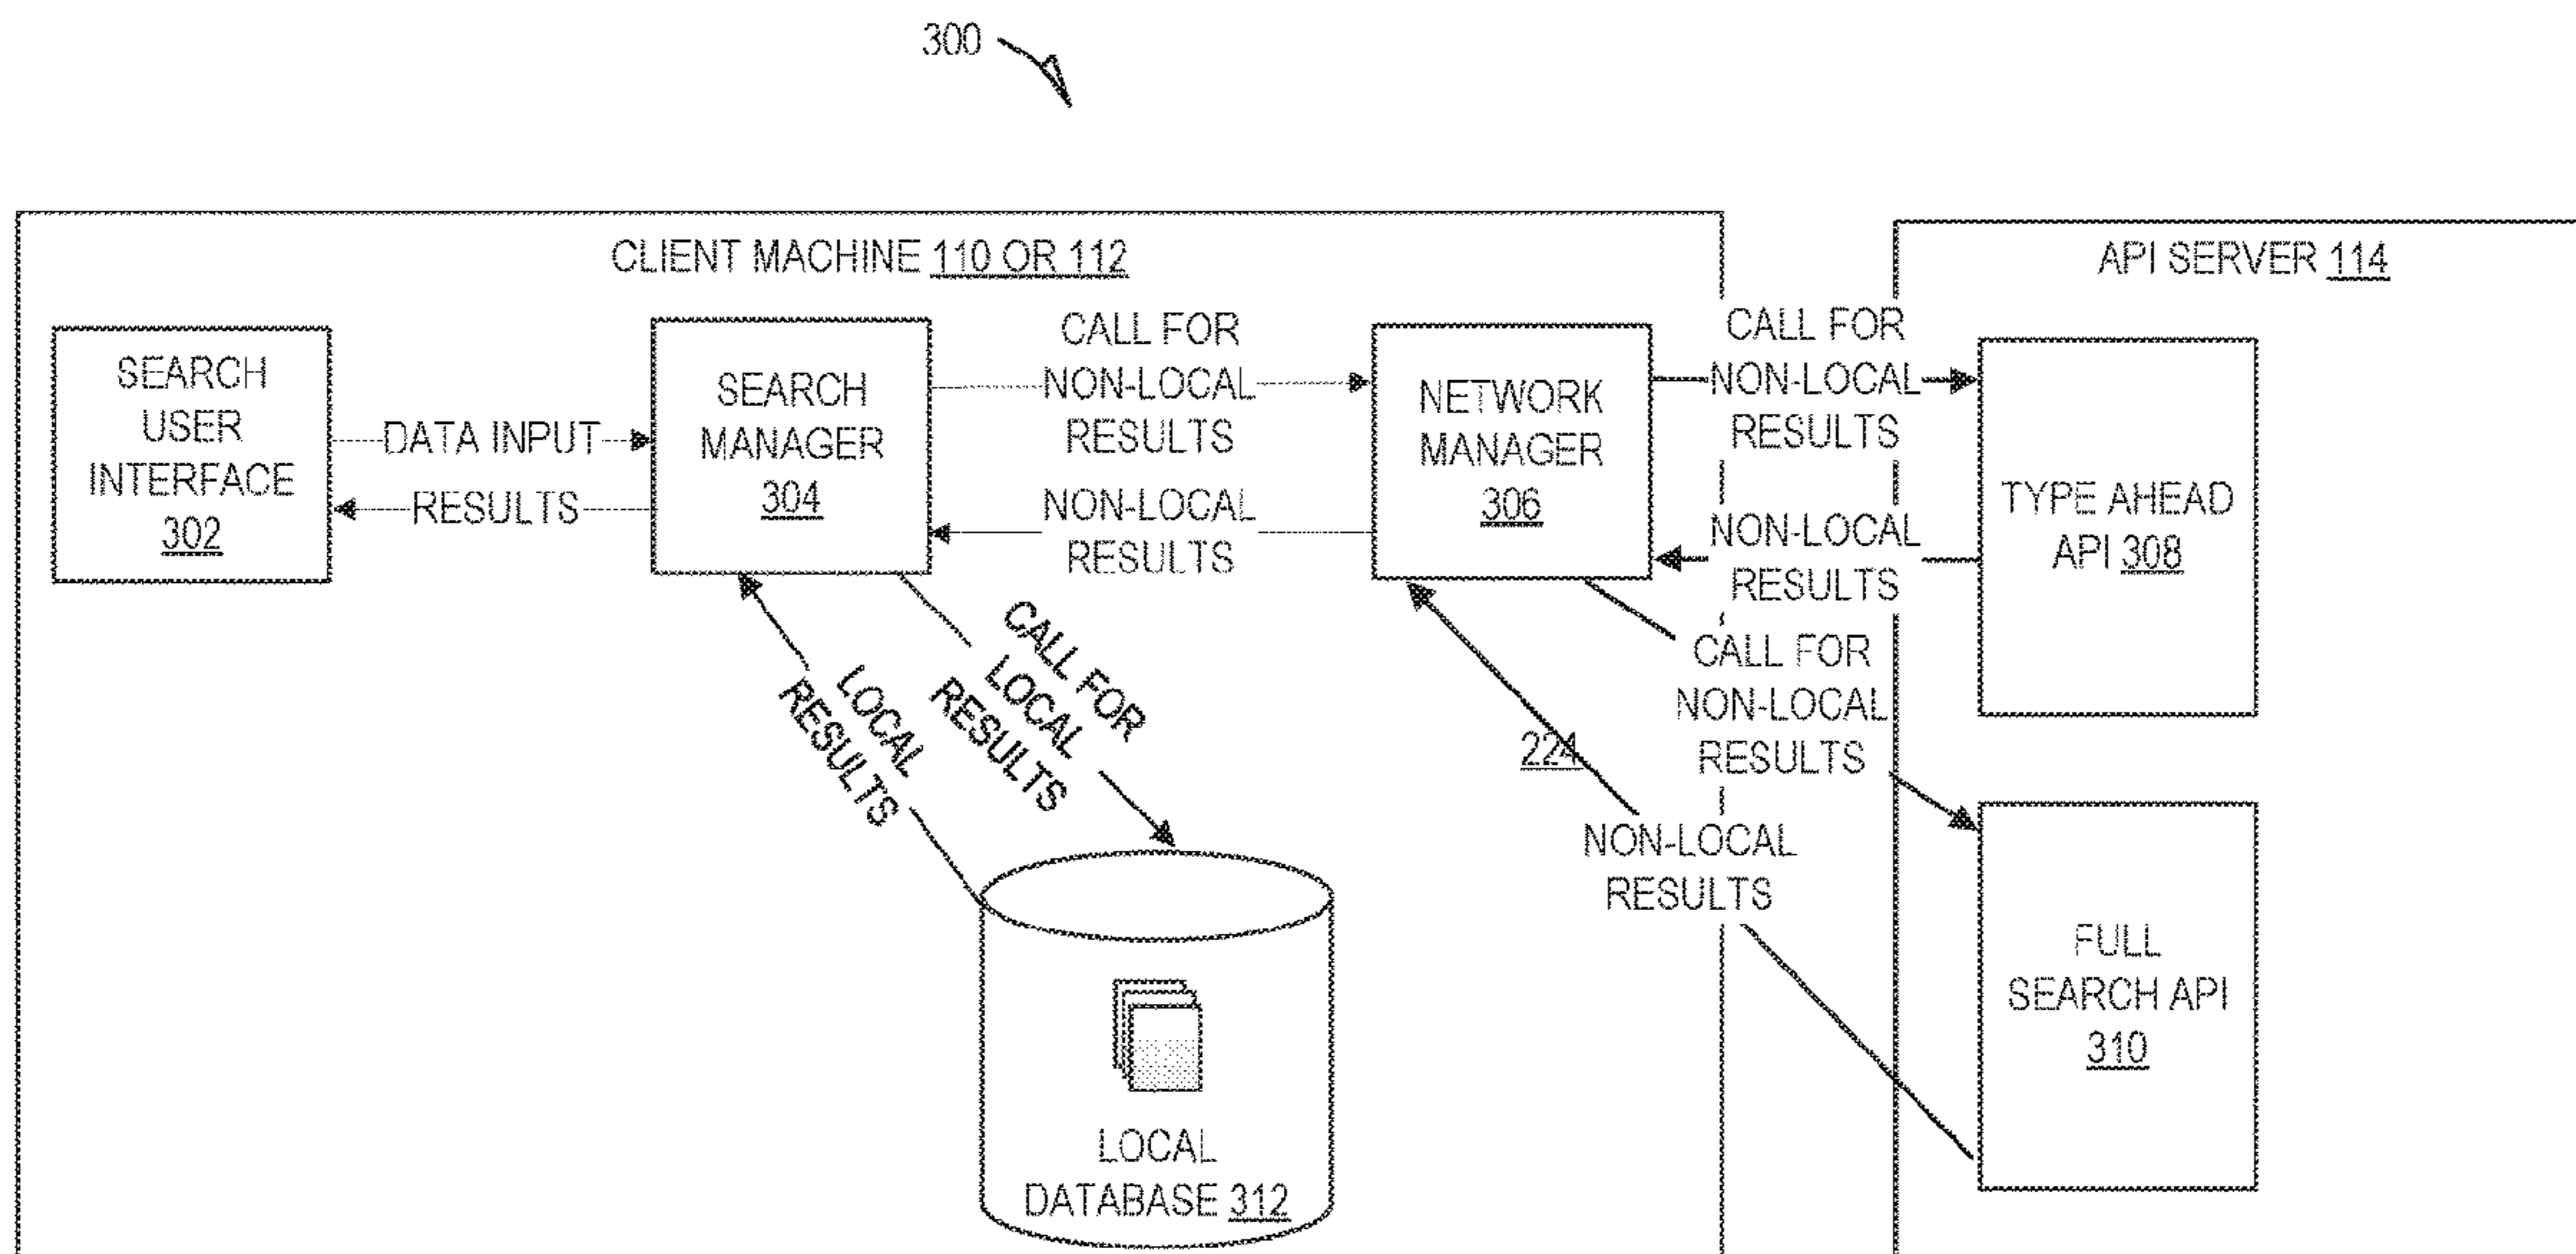 300
CLIENT MACHINE 110 OR 112
API SERVER 114
SEARCH
USER
INTERFACE
302
DATA INPUT
RESULTS
SEARCH
MANAGER
304
CALL FOR
NON-LOCAL
RESULTS
NON-LOCAL
RESULTS
NETWORK
MANAGER
306
CALL FOR
NON-LOCAL
RESULTS
NON-LOCAL
RESULTS
TYPE AHEAD
API 308
LOCAL
RESULTS
CALL FOR
LOCAL
RESULTS
CALL FOR
NON-LOCAL
RESULTS
224
NON-LOCAL
RESULTS
FULL
SEARCH API
310
LOCAL
DATABASE 312